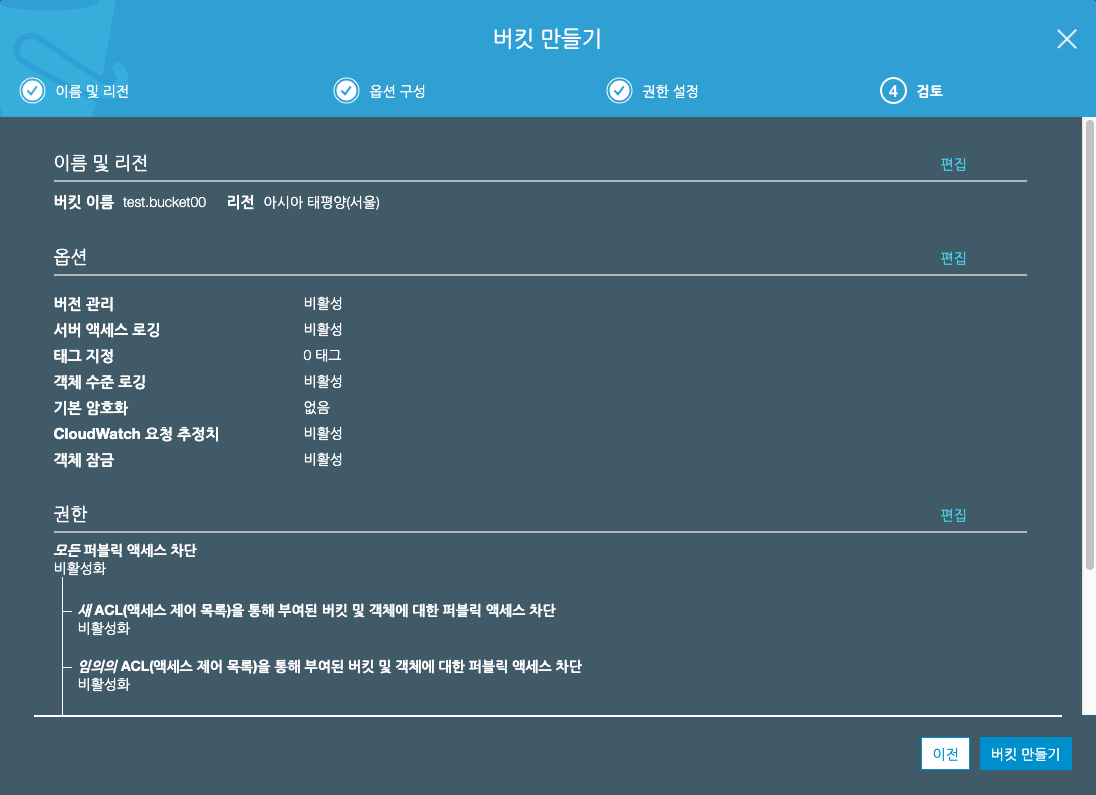 버킷 만들기
이름 및 리전
옵션 구성
권한 설정
4 검토
이름 및 리전 편집
버킷 이름 test.bucket00 리전 아시아 태평양(서울)
옵션 편집
버전 관리 비활성
서버 액세스 로깅 비활성
태그 지정 0 태그
객체 수준 로깅 비활성
기본 암호화 없음
CloudWatch 요청 추정치 비활성
객체 잠금 비활성
권한 편집
모든 퍼블릭 액세스 차단
비활성화
새 ACL(액세스 제어 목록)을 통해 부여된 버킷 및 객체에 대한 퍼블릭 액세스 차단
비활성화
임의의 ACL(액세스 제어 목록)을 통해 부여된 버킷 및 객체에 대한 퍼블릭 액세스 차단
비활성화
이전 버킷 만들기